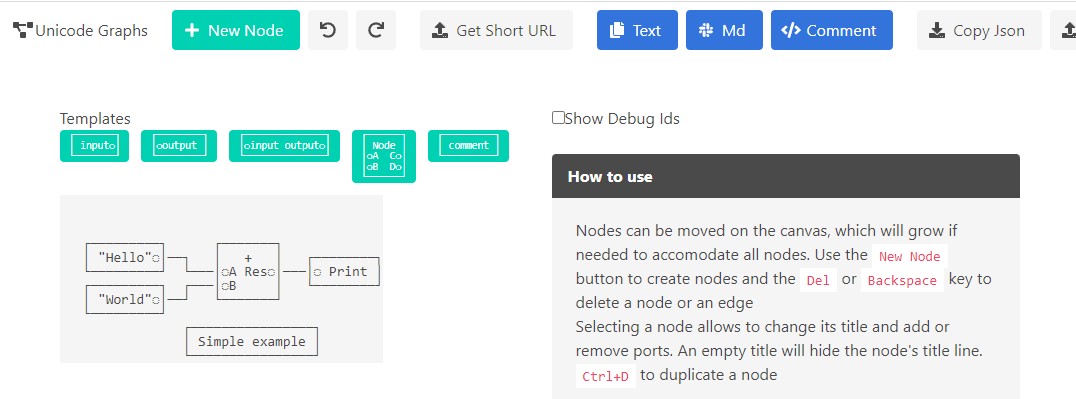 Unicode Graphs
New Node
Get Short URL
Text
Md
Comment
Copy Json
Templates
Show Debug Ids
input
output
input output
Node
A Co
B Do
comment
How to use
Nodes can be moved on the canvas, which will grow if
needed to accomodate all nodes. Use the New Node
button to create nodes and the Del or Backspace key to
delete a node or an edge
Selecting a node allows to change its title and add or
remove ports. An empty title will hide the node's title line.
Ctrl+D to duplicate a node
"Hello"
+
A Res
Print
B
"World"
Simple example